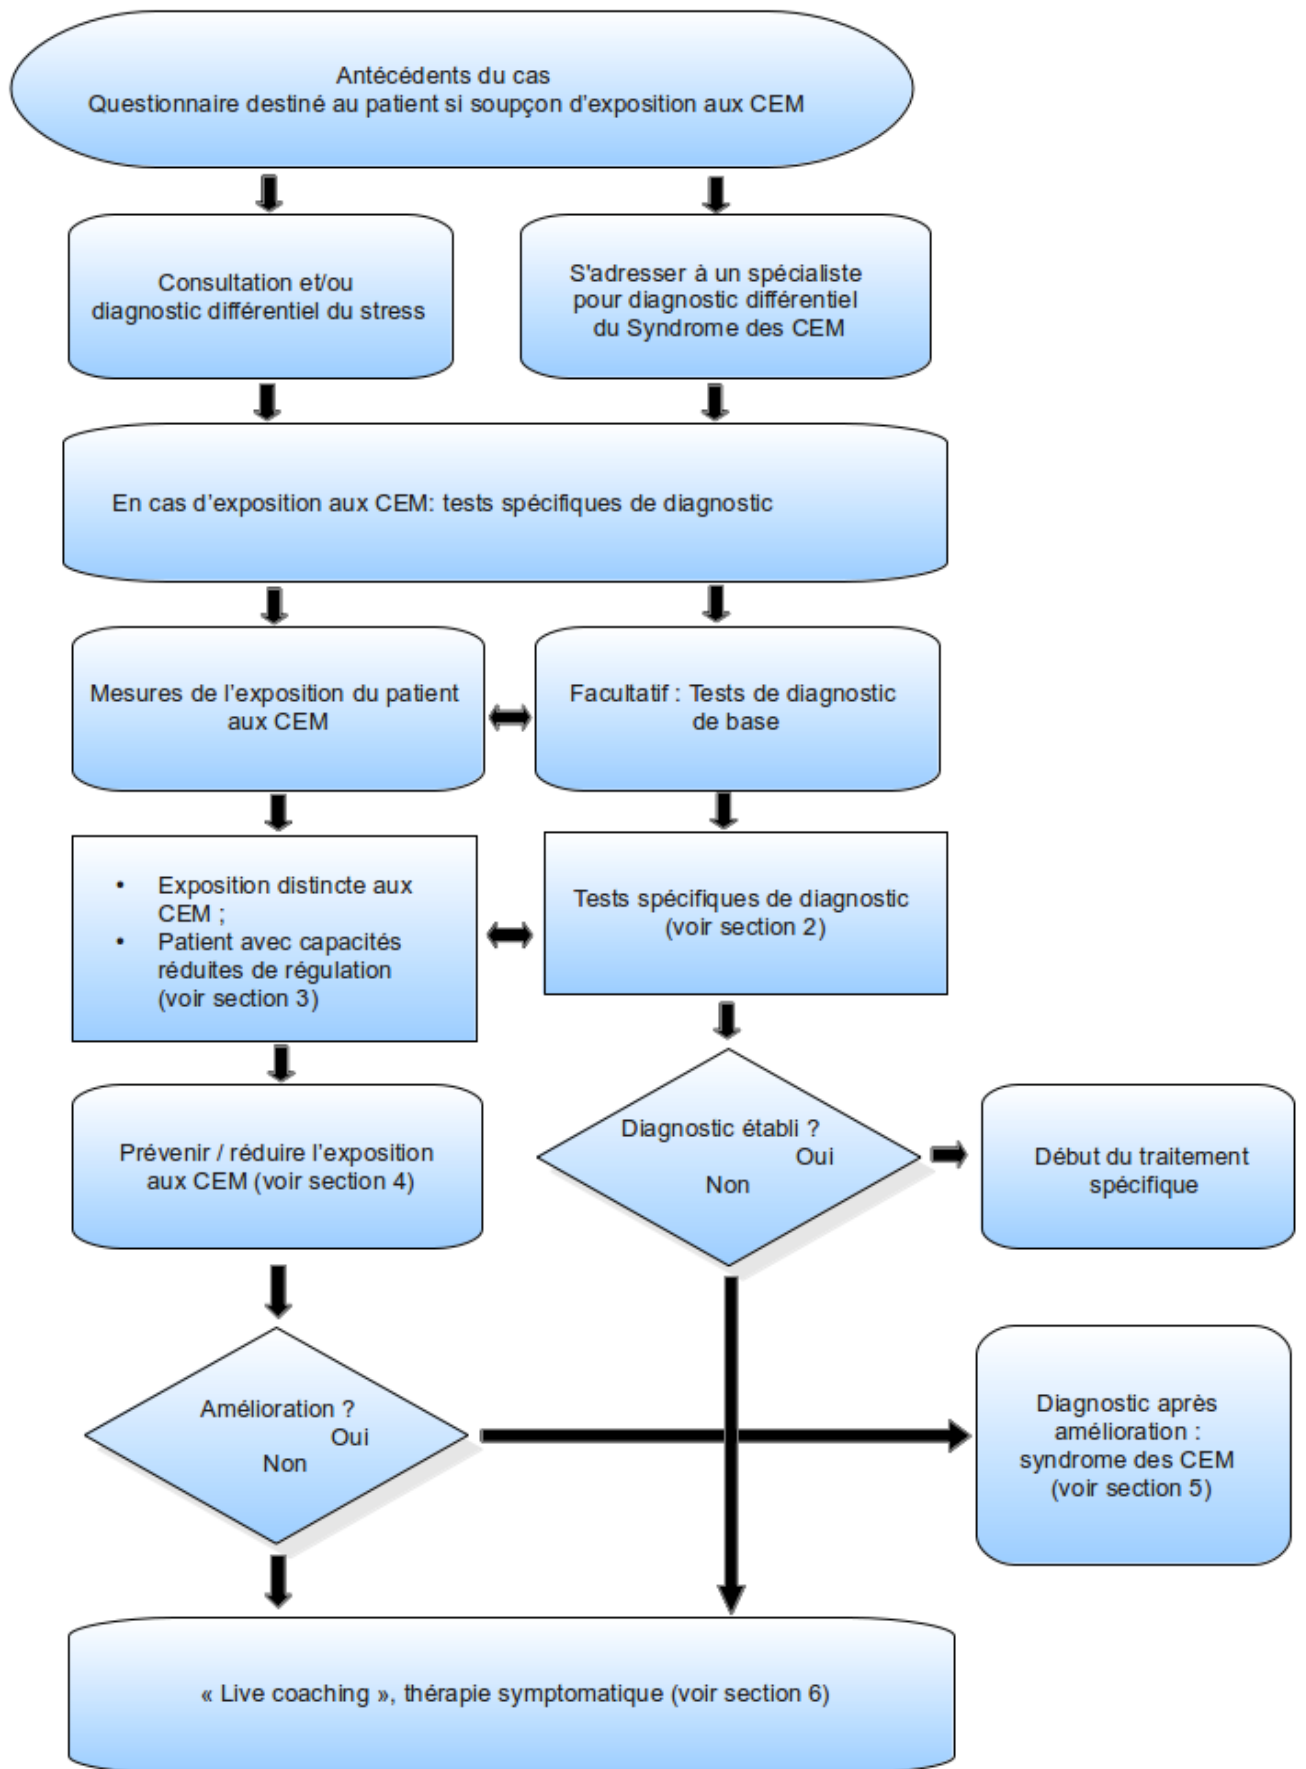 Antécédents du cas
Questionnaire destiné au patient si soupçon d'exposition aux CEM
Consultation et/ou
diagnostic différentiel du stress
S'adresser à un spécialiste
pour diagnostic différentiel
du Syndrome des CEM
En cas d'exposition aux CEM: tests spécifiques de diagnostic
Mesures de l'exposition du patient
aux CEM
Facultatif : Tests de diagnostic
de base
• Exposition distincte aux
CEM ;
• Patient avec capacités
réduites de régulation
(voir section 3)
Tests spécifiques de diagnostic
(voir section 2)
Prévenir / réduire l'exposition
aux CEM (voir section 4)
Diagnostic établi ?
Oui
Non
Début du traitement
spécifique
Amélioration ?
Oui
Non
Diagnostic après
amélioration :
syndrome des CEM
(voir section 5)
« Live coaching », thérapie symptomatique (voir section 6)